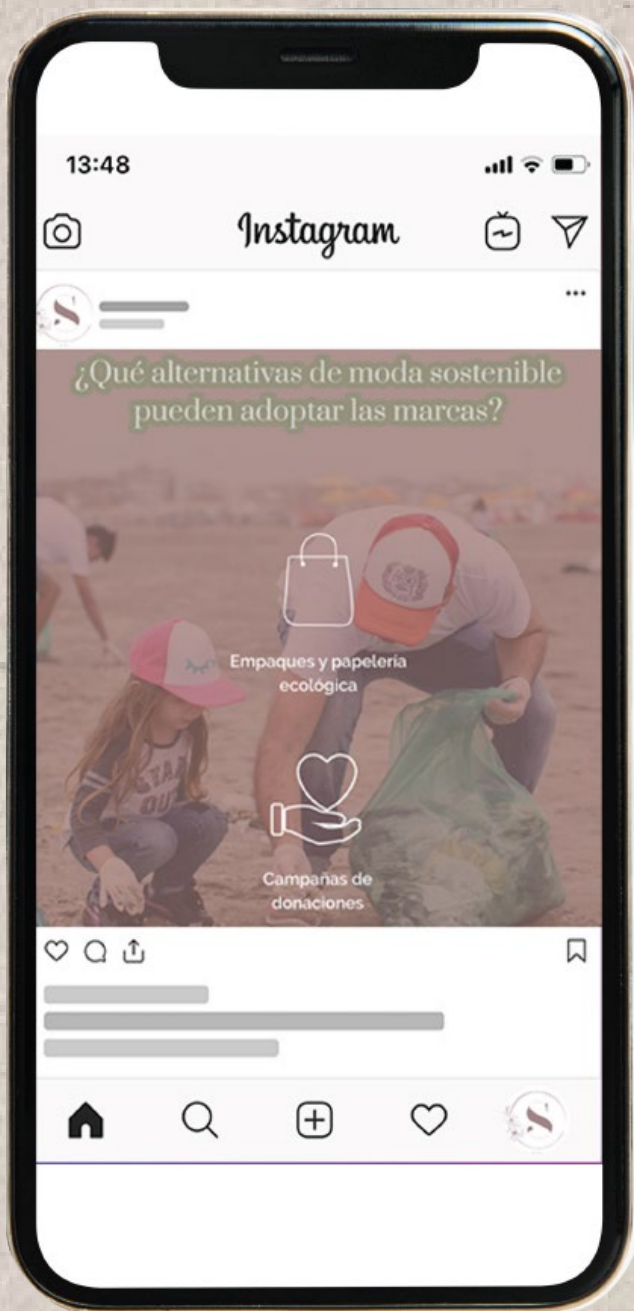 13:48
Instagram
S
¿Qué alternativas de moda sostenible
pueden adoptar las marcas?
Empaques y papelería
ecológica
Campañas de
donaciones
S